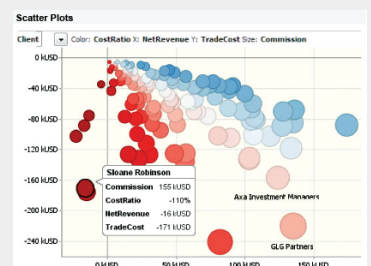 Scatter Plots
Client Color: CostRatio X: NetRevenue Y: TradeCost Size: Commission
0 kUSD
-40 kUSD
-80 kUSD
-120 kUSD
-160 kUSD
-200 kUSD
-240 kUSD
Sloane Robinson
Commission 155 kUSD
CostRatio -110%
NetRevenue -16 kUSD
TradeCost -171 kUSD
Axa Investment Managers
GLG Partners
0 kUSD 50 kUSD 100 kUSD 150 kUSD